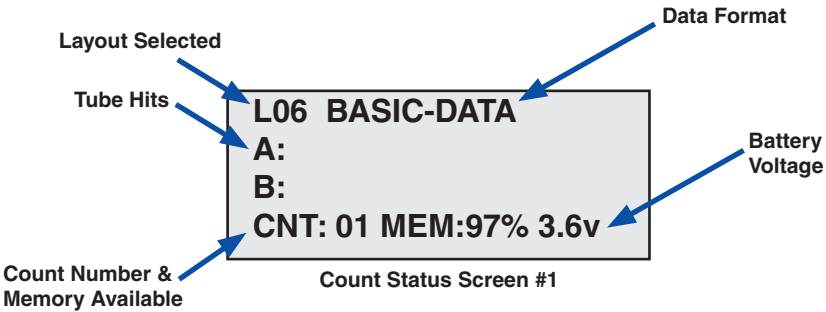 Data Format
Layout Selected
Tube Hits
L06 BASIC-DATA
A:
B:
CNT: 01 MEM:97% 3.6v
Battery
Voltage
Count Number &
Memory Available
Count Status Screen #1